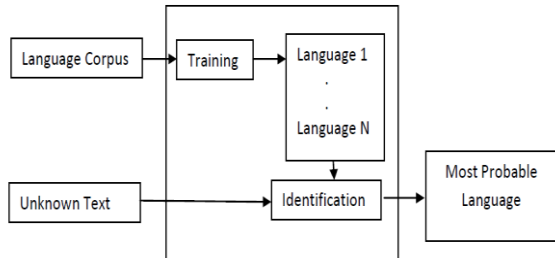 Language Corpus
Training
Language 1
.
.
Language N
Unknown Text
Identification
Most Probable
Language